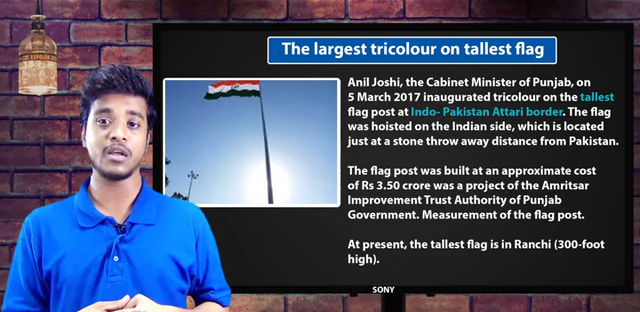 The largest tricolour on tallest flag
Anil Joshi, the Cabinet Minister of Punjab, on
5 March 2017 inaugurated tricolour on the tallest
flag post at Indo- Pakistan Attari border. The flag
was hoisted on the Indian side, which is located
just at a stone throw away distance from Pakistan.
The flag post was built at an approximate cost
of Rs 3.50 crore was a project of the Amritsar
Improvement Trust Authority of Punjab
Government. Measurement of the flag post.
At present, the tallest flag is in Ranchi (300-foot
high).
SONY